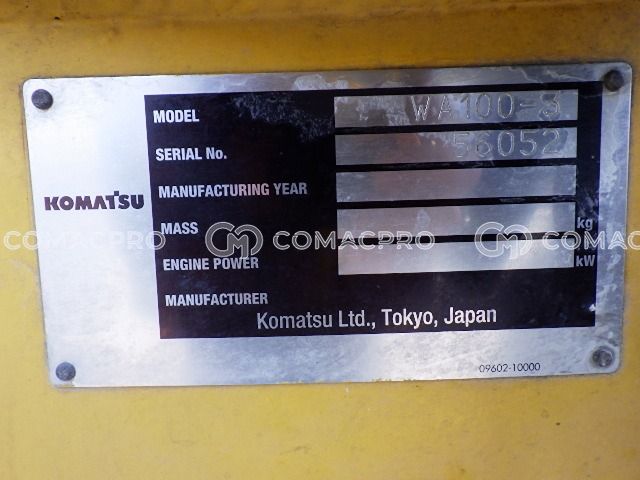 MODEL WA100-3
SERIAL No. 56052
KOMATSU
MANUFACTURING YEAR
MASS kg
COMACPRO COMACPRO COMACPRO
ENGINE POWER kW
MANUFACTURER
Komatsu Ltd., Tokyo, Japan
09602-10000